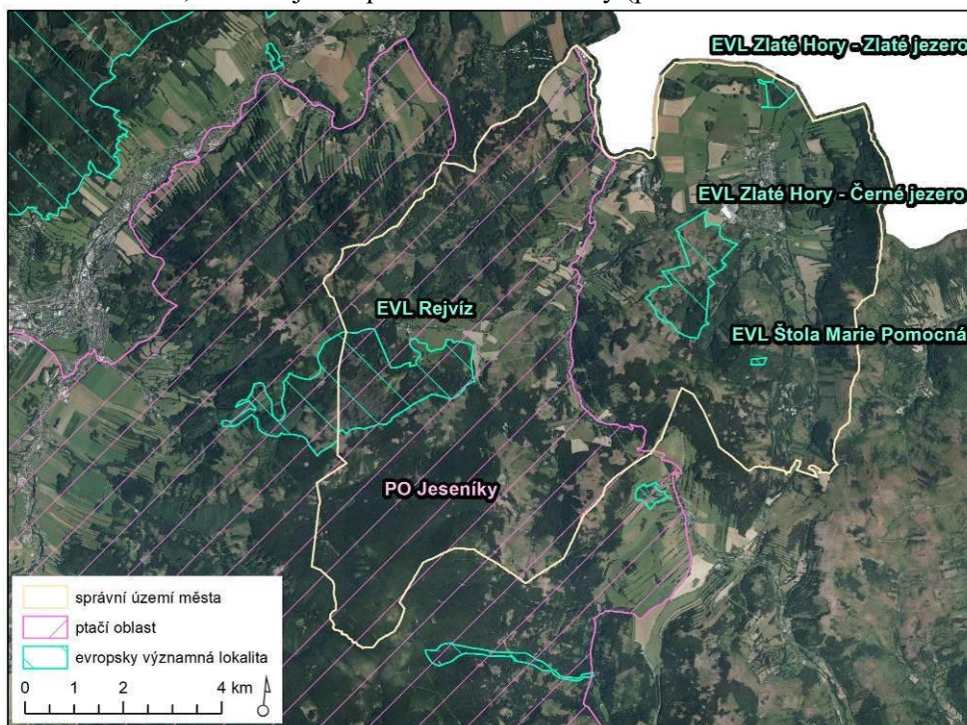 EVL Zlaté Hory - Zlaté jezero
EVL Zlaté Hory - Černé jezero
EVL Rejvíz
EVL Štola Marie Pomocná
PO Jeseníky
správní území města
ptačí oblast
evropsky významná lokalita
0 1 2 4 km